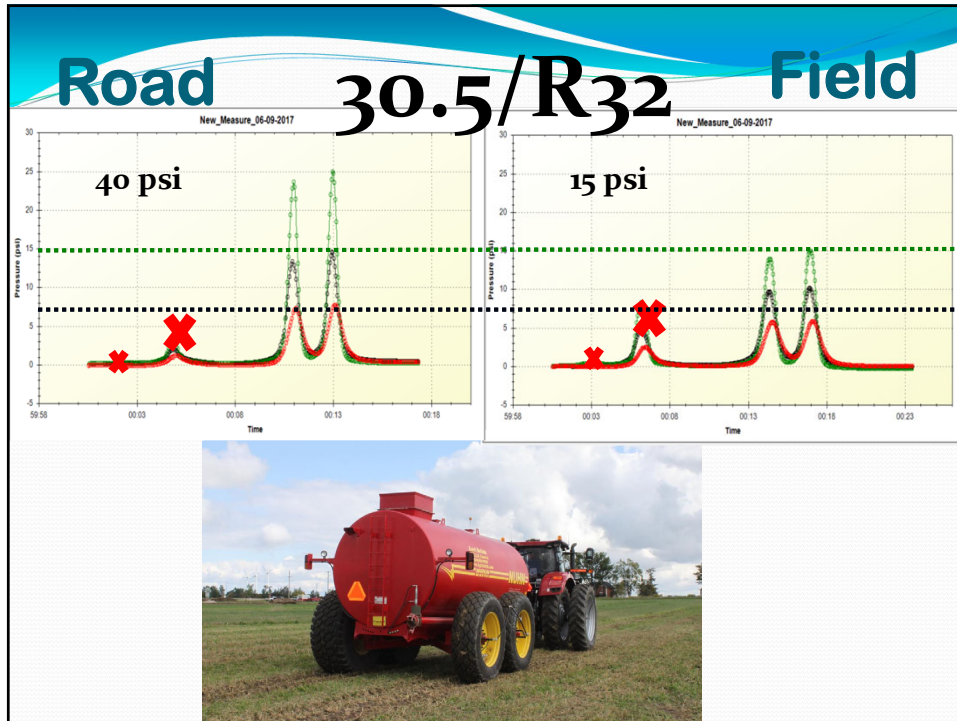 Road
30.5/R32
Field
New_Measure_06-09-2017
40 psi
Pressure (psi)
30
25
20
15
10
5
0
-5
59:58
00:03
00:08
00:13
00:18
Time
New_Measure_06-09-2017
15 psi
Pressure (psi)
30
25
20
15
10
5
0
-5
59:58
00:03
00:08
00:13
00:18
00:23
Time
NUHN